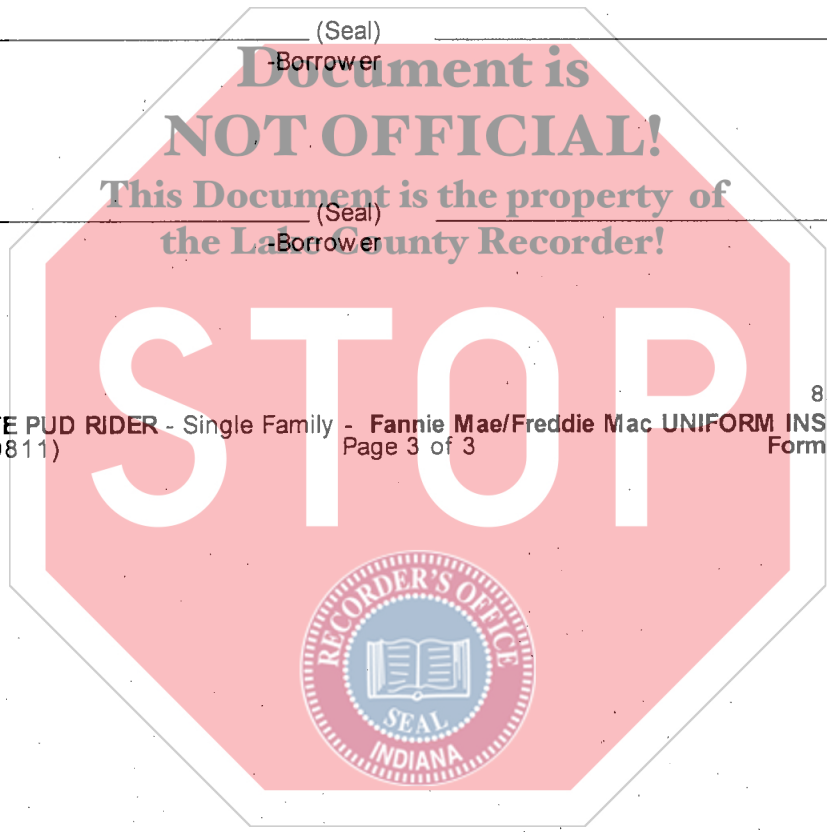 (Seal)
-Borrower
Document is
NOT OFFICIAL!
This Document is the property of
(Seal)
the Lake County Recorder!
-Borrower
STOP
8
E PUD RIDER - Single Family - Fannie Mae/Freddie Mac UNIFORM INS
811)
Page 3 of 3
Form
RECORDER'S OFFICE
SEAL
INDIANA